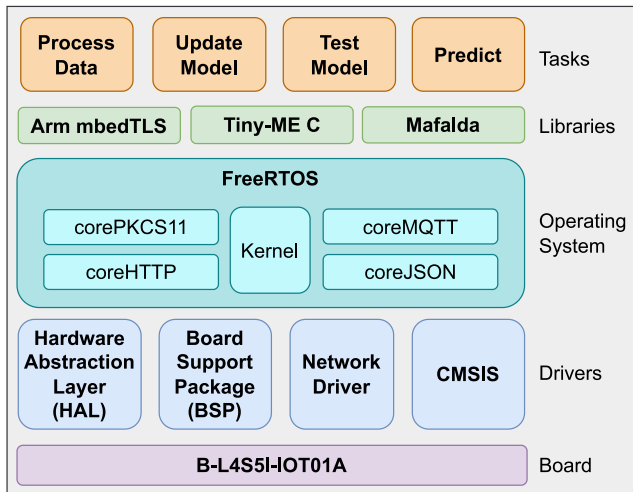 Process
Data
Update
Model
Test
Model
Predict
Tasks
Arm mbedTLS
Tiny-ME C
Mafalda
Libraries
FreeRTOS
corePKCS11
coreHTTP
Kernel
coreMQTT
coreJSON
Operating
System
Hardware
Abstraction
Layer
(HAL)
Board
Support
Package
(BSP)
Network
Driver
CMSIS
Drivers
B-L4S5I-IOT01A
Board